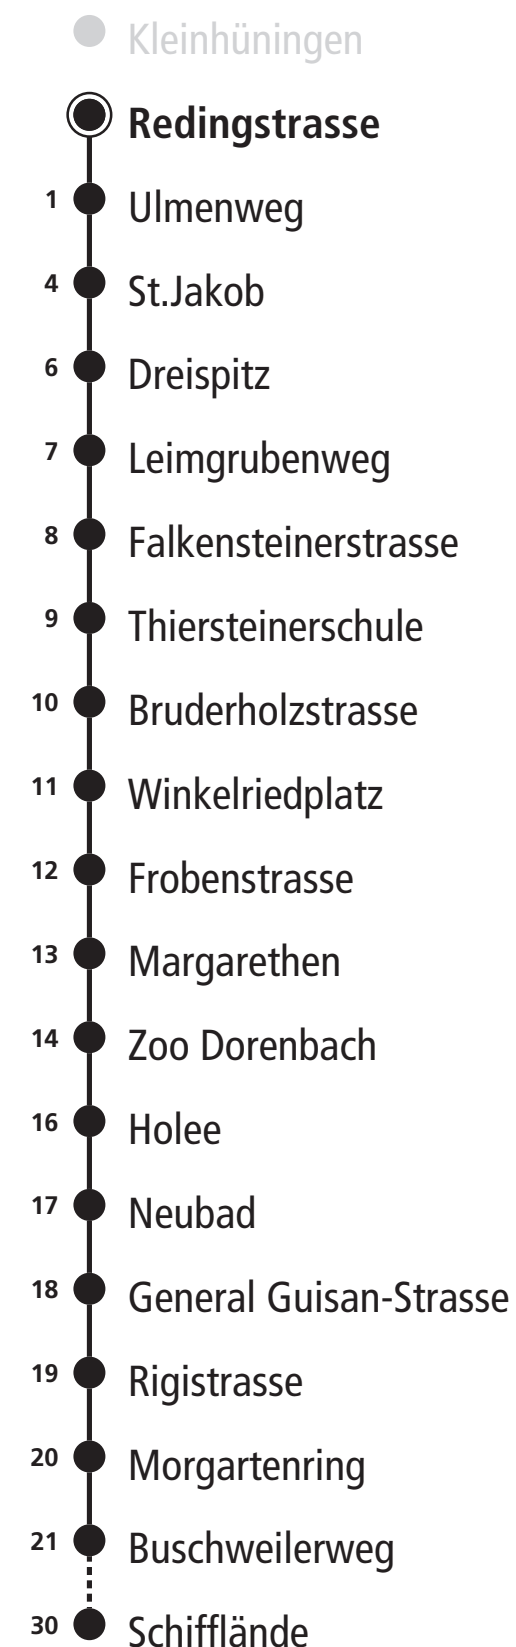 Kleinhüningen
Redingstrasse
1 Ulmenweg
4 St.Jakob
6 Dreispitz
7 Leimgrubenweg
8 Falkensteinerstrasse
9 Thiersteinerschule
10 Bruderholzstrasse
11 Winkelriedplatz
12 Frobenstrasse
13 Margarethen
14 Zoo Dorenbach
16 Holee
17 Neubad
18 General Guisan-Strasse
19 Rigistrasse
20 Morgartenring
21 Buschweilerweg
30 Schifflände